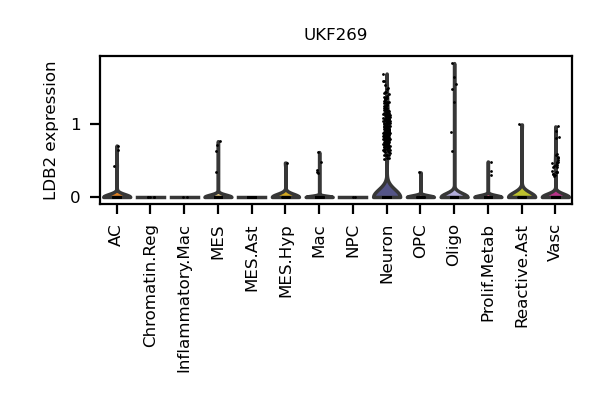 UKF269
LDB2 expression
1
0
AC
Chromatin.Reg
Inflammatory.Mac
MES
MES.Ast
MES.Hyp
Mac
NPC
Neuron
OPC
Oligo
Prolif.Metab
Reactive.Ast
Vasc